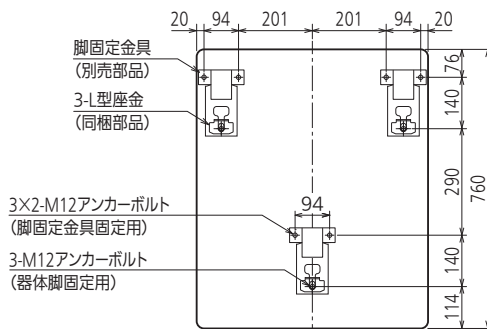 20 94 201 201 94 20
脚固定金具
(別売部品)
3-L型座金
(同梱部品)
76
140
290
760
3×2-M12アンカーボルト
(脚固定金具固定用)
94
3-M12アンカーボルト
(器体脚固定用)
140
114